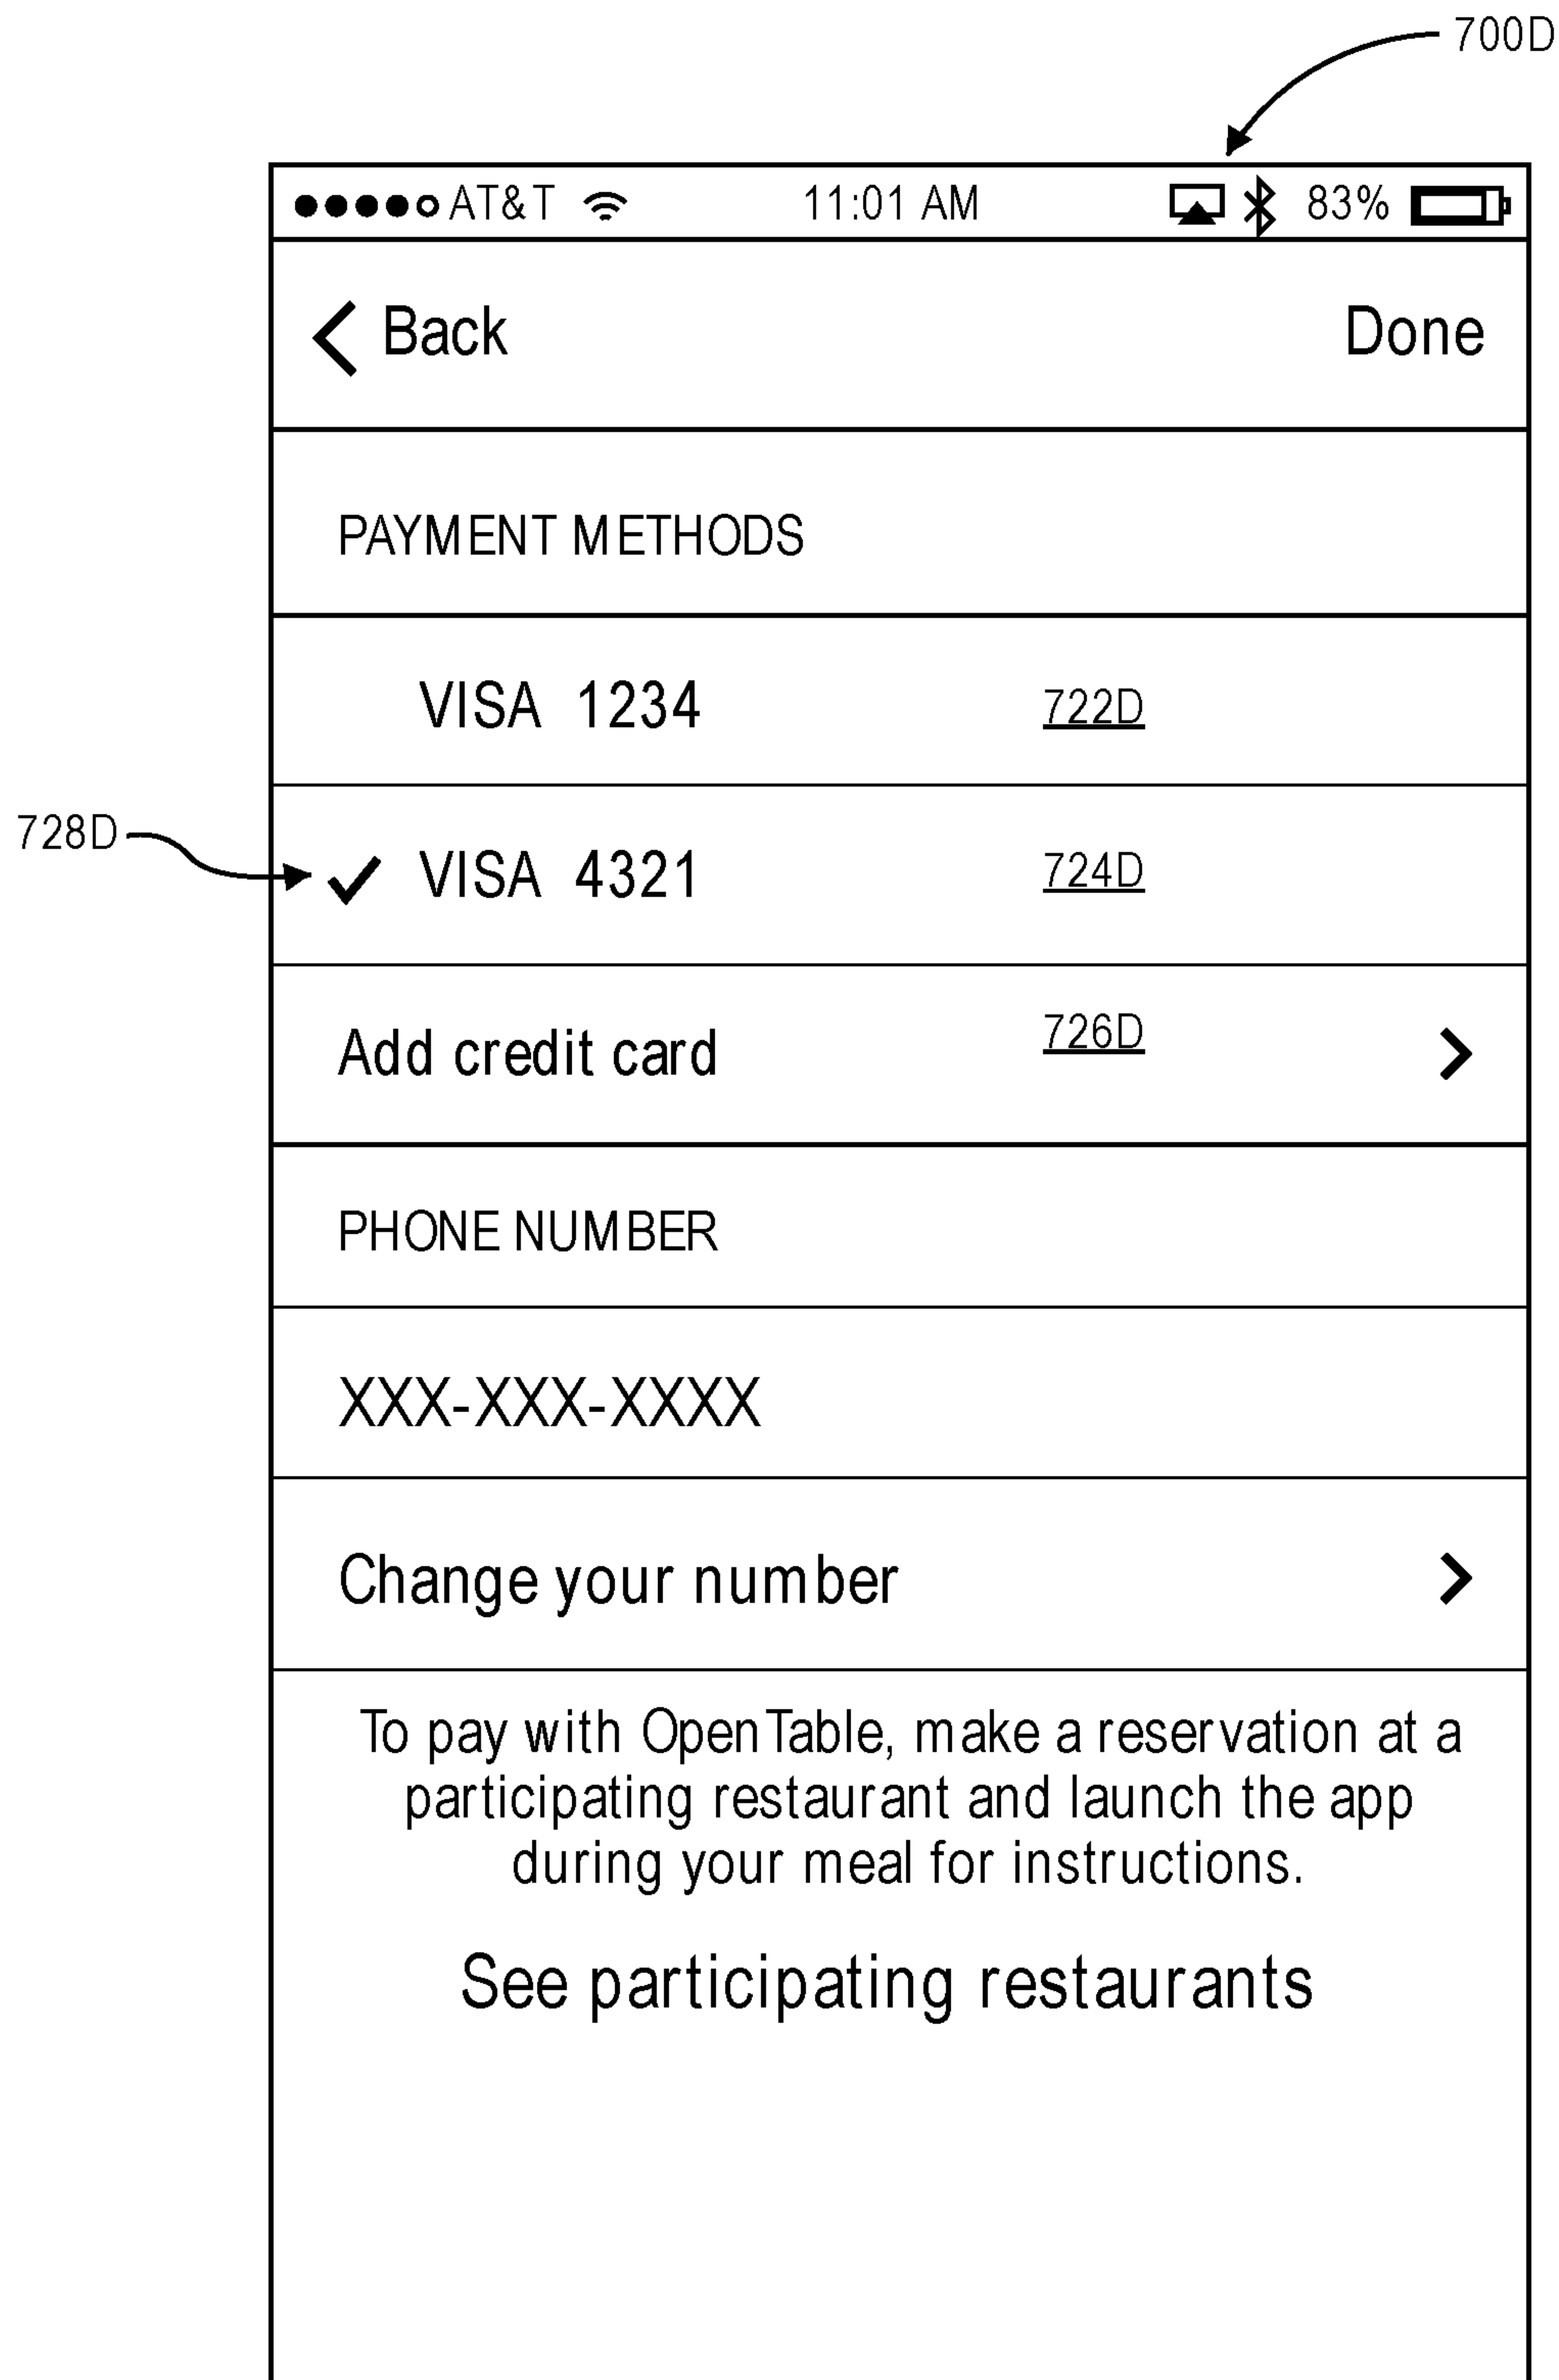 700D
AT&T 11:01 AM 83%
Back Done
PAYMENT METHODS
VISA 1234 722D
728D
VISA 4321 724D
Add credit card 726D
PHONE NUMBER
XXX-XXX-XXXX
Change your number
To pay with OpenTable, make a reservation at a
participating restaurant and launch the app
during your meal for instructions.
See participating restaurants